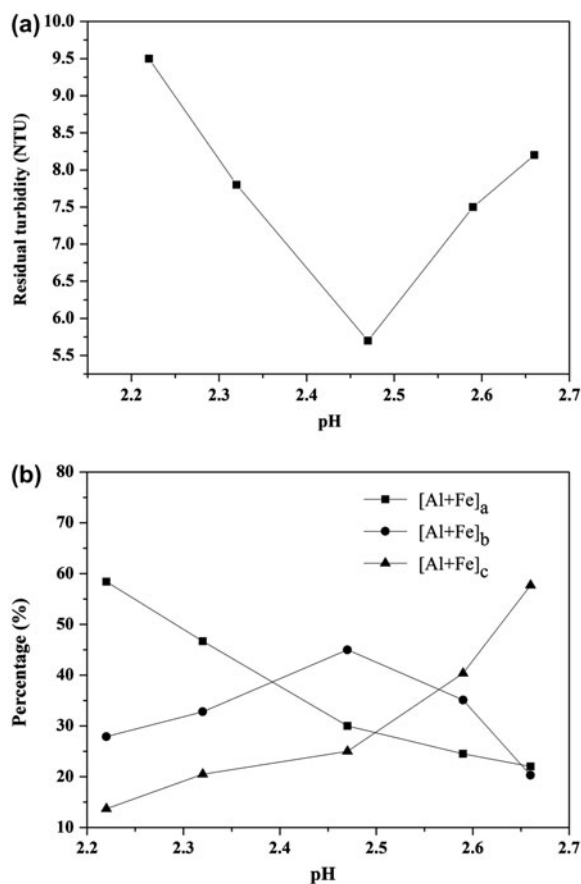 (a)
10.0
9.5
9.0
8.5
8.0
7.5
7.0
6.5
6.0
5.5
Residual turbidity (NTU)
2.2 2.3 2.4 2.5 2.6 2.7
pH
(b)
80
70
60
50
40
30
20
10
Percentage (%)
[Al+Fe]a
[Al+Fe]b
[Al+Fe]c
2.2 2.3 2.4 2.5 2.6 2.7
pH